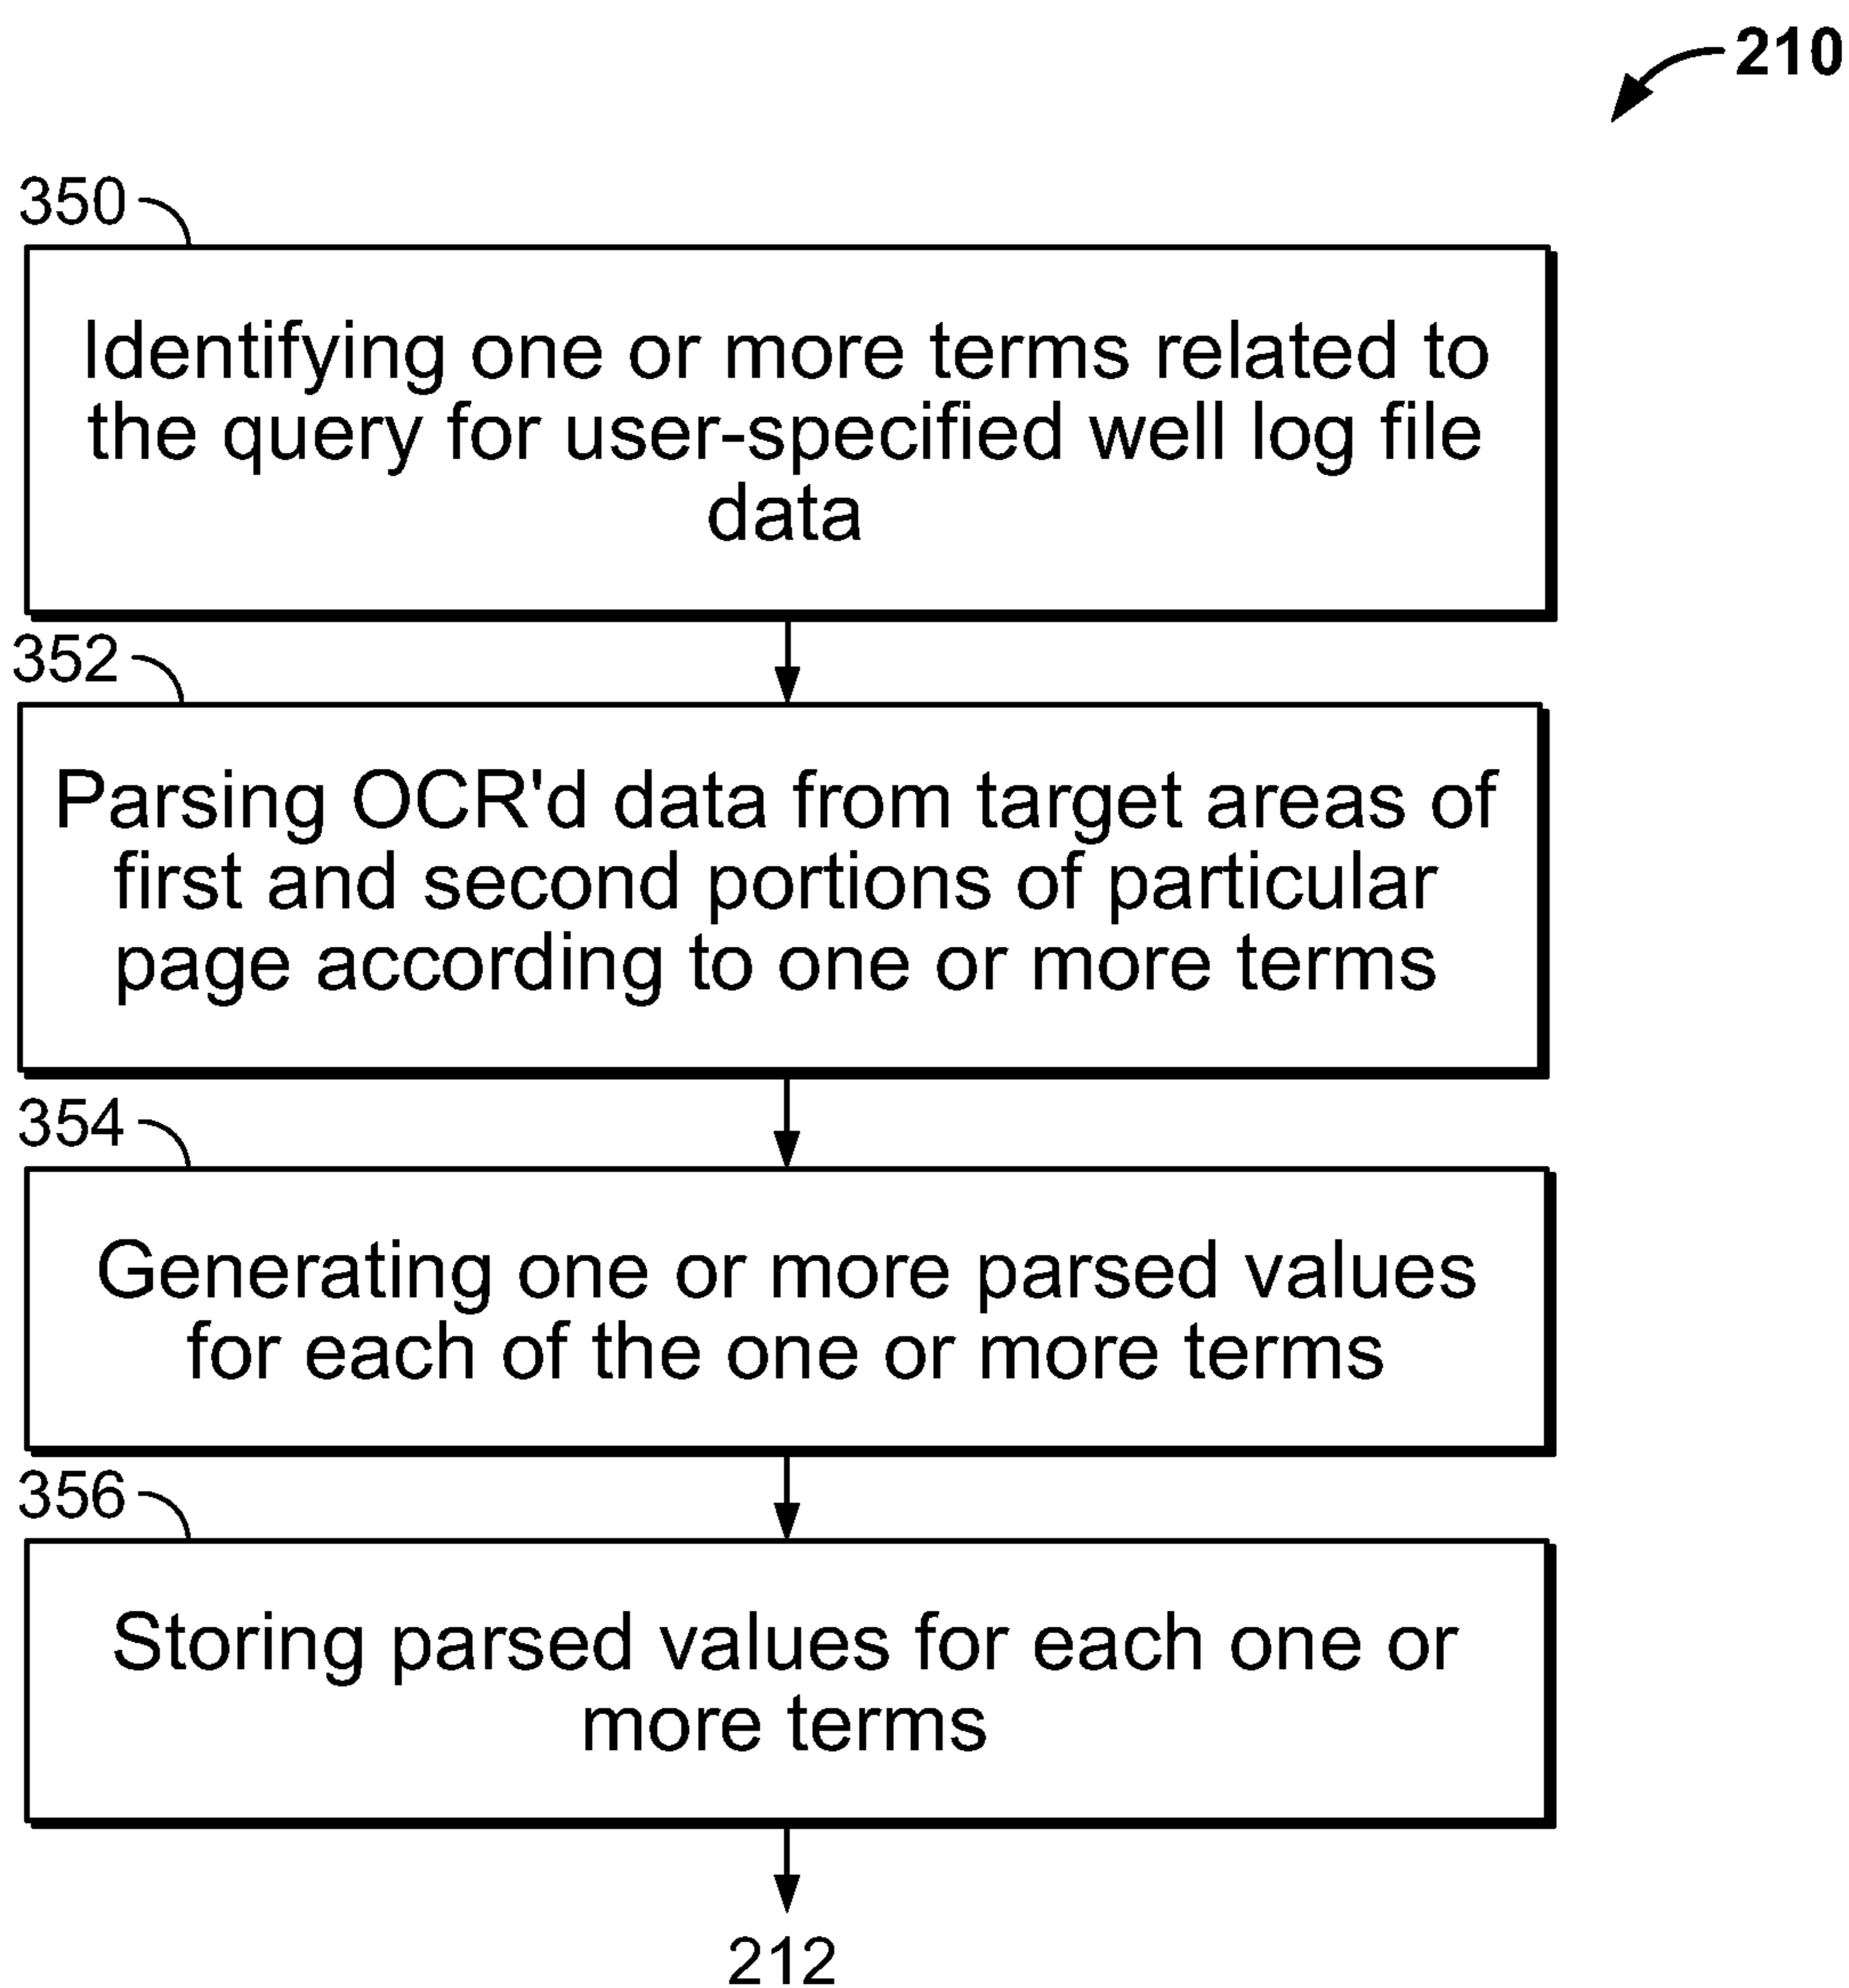 210
350
Identifying one or more terms related to
the query for user-specified well log file
data
352
Parsing OCR'd data from target areas of
first and second portions of particular
page according to one or more terms
354
Generating one or more parsed values
for each of the one or more terms
356
Storing parsed values for each one or
more terms
212